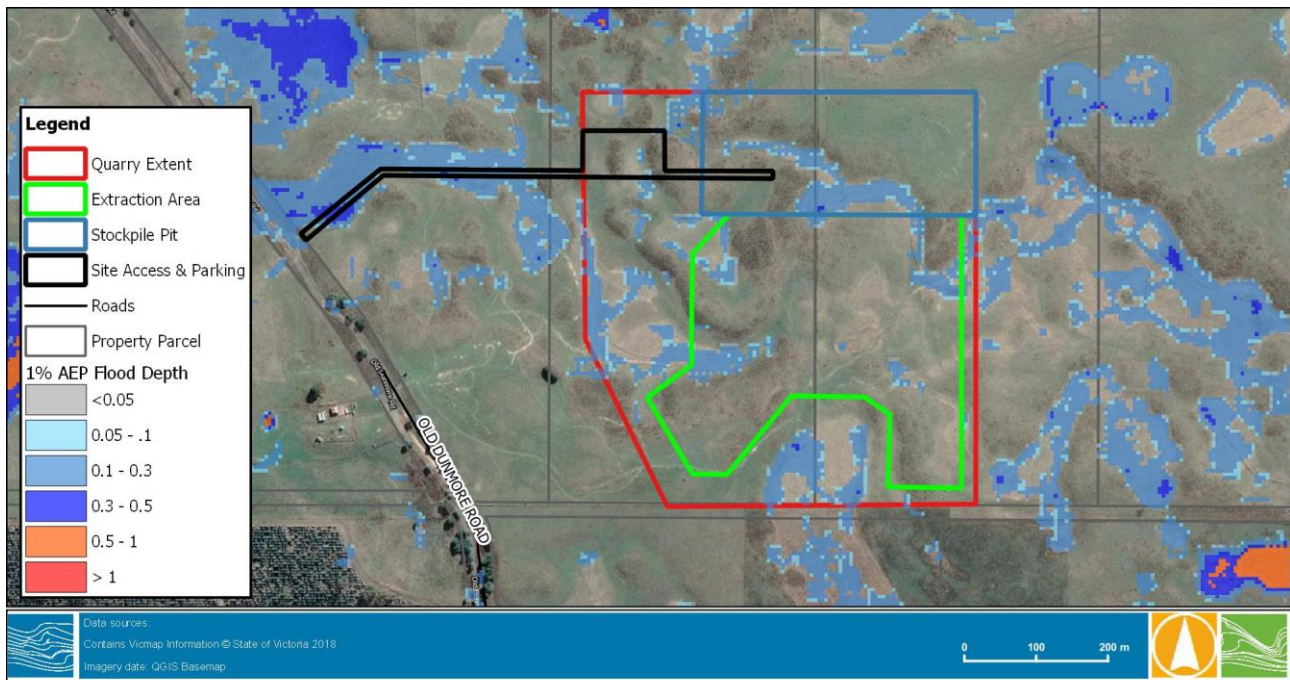 Legend
Quarry Extent
Extraction Area
Stockpile Pit
Site Access & Parking
Roads
Property Parcel
1% AEP Flood Depth
<0.05
0.05 - .1
0.1 - 0.3
0.3 - 0.5
0.5 - 1
> 1
OLD DUNMORE ROAD
Data sources:
Contains Vicmap Information © State of Victoria 2018
Imagery date: QGIS Basemap
0 100 200 m